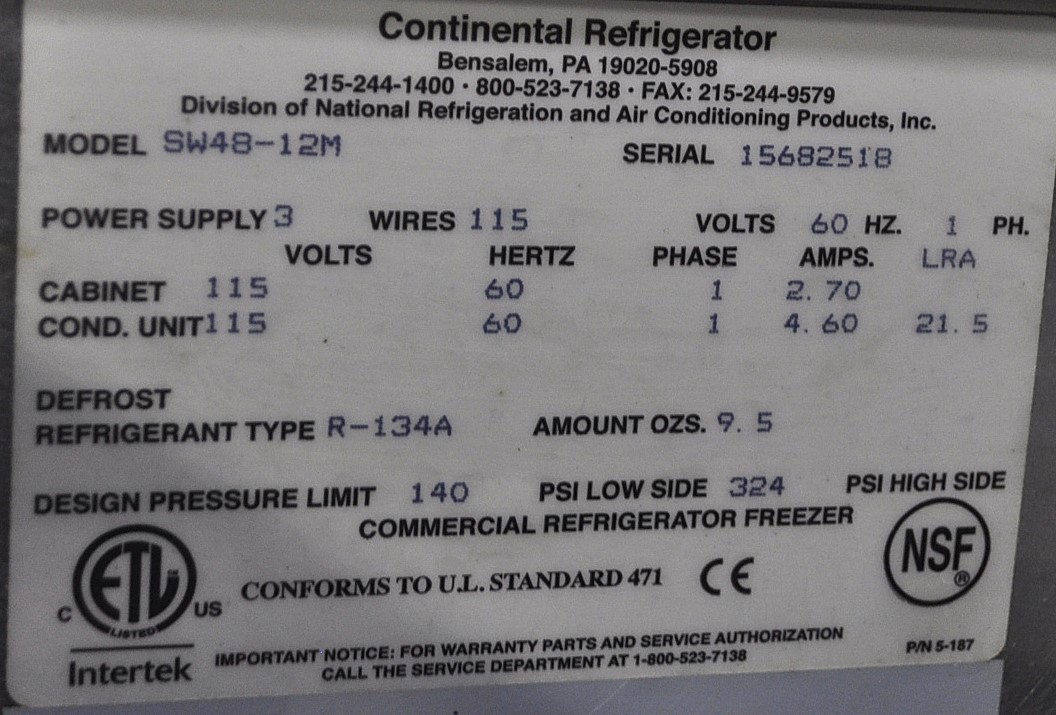 Continental Refrigerator
Bensalem, PA 19020-5908
215-244-1400 · 800-523-7138 · FAX: 215-244-9579
Division of National Refrigeration and Air Conditioning Products, Inc.
MODEL SW48-12M SERIAL 15682518
POWER SUPPLY 3 WIRES 115 VOLTS 60 HZ. 1 PH.
VOLTS HERTZ PHASE AMPS. LRA
CABINET 115 60 1 2.70
COND. UNIT 115 60 1 4.60 21.5
DEFROST
REFRIGERANT TYPE R-134A AMOUNT OZS. 9.5
DESIGN PRESSURE LIMIT 140 PSI LOW SIDE 324 PSI HIGH SIDE
COMMERCIAL REFRIGERATOR FREEZER
C ETL US LISTED
CONFORMS TO U.L. STANDARD 471 CE NSF®
Intertek
IMPORTANT NOTICE: FOR WARRANTY PARTS AND SERVICE AUTHORIZATION
CALL THE SERVICE DEPARTMENT AT 1-800-523-7138
P/N 5-187